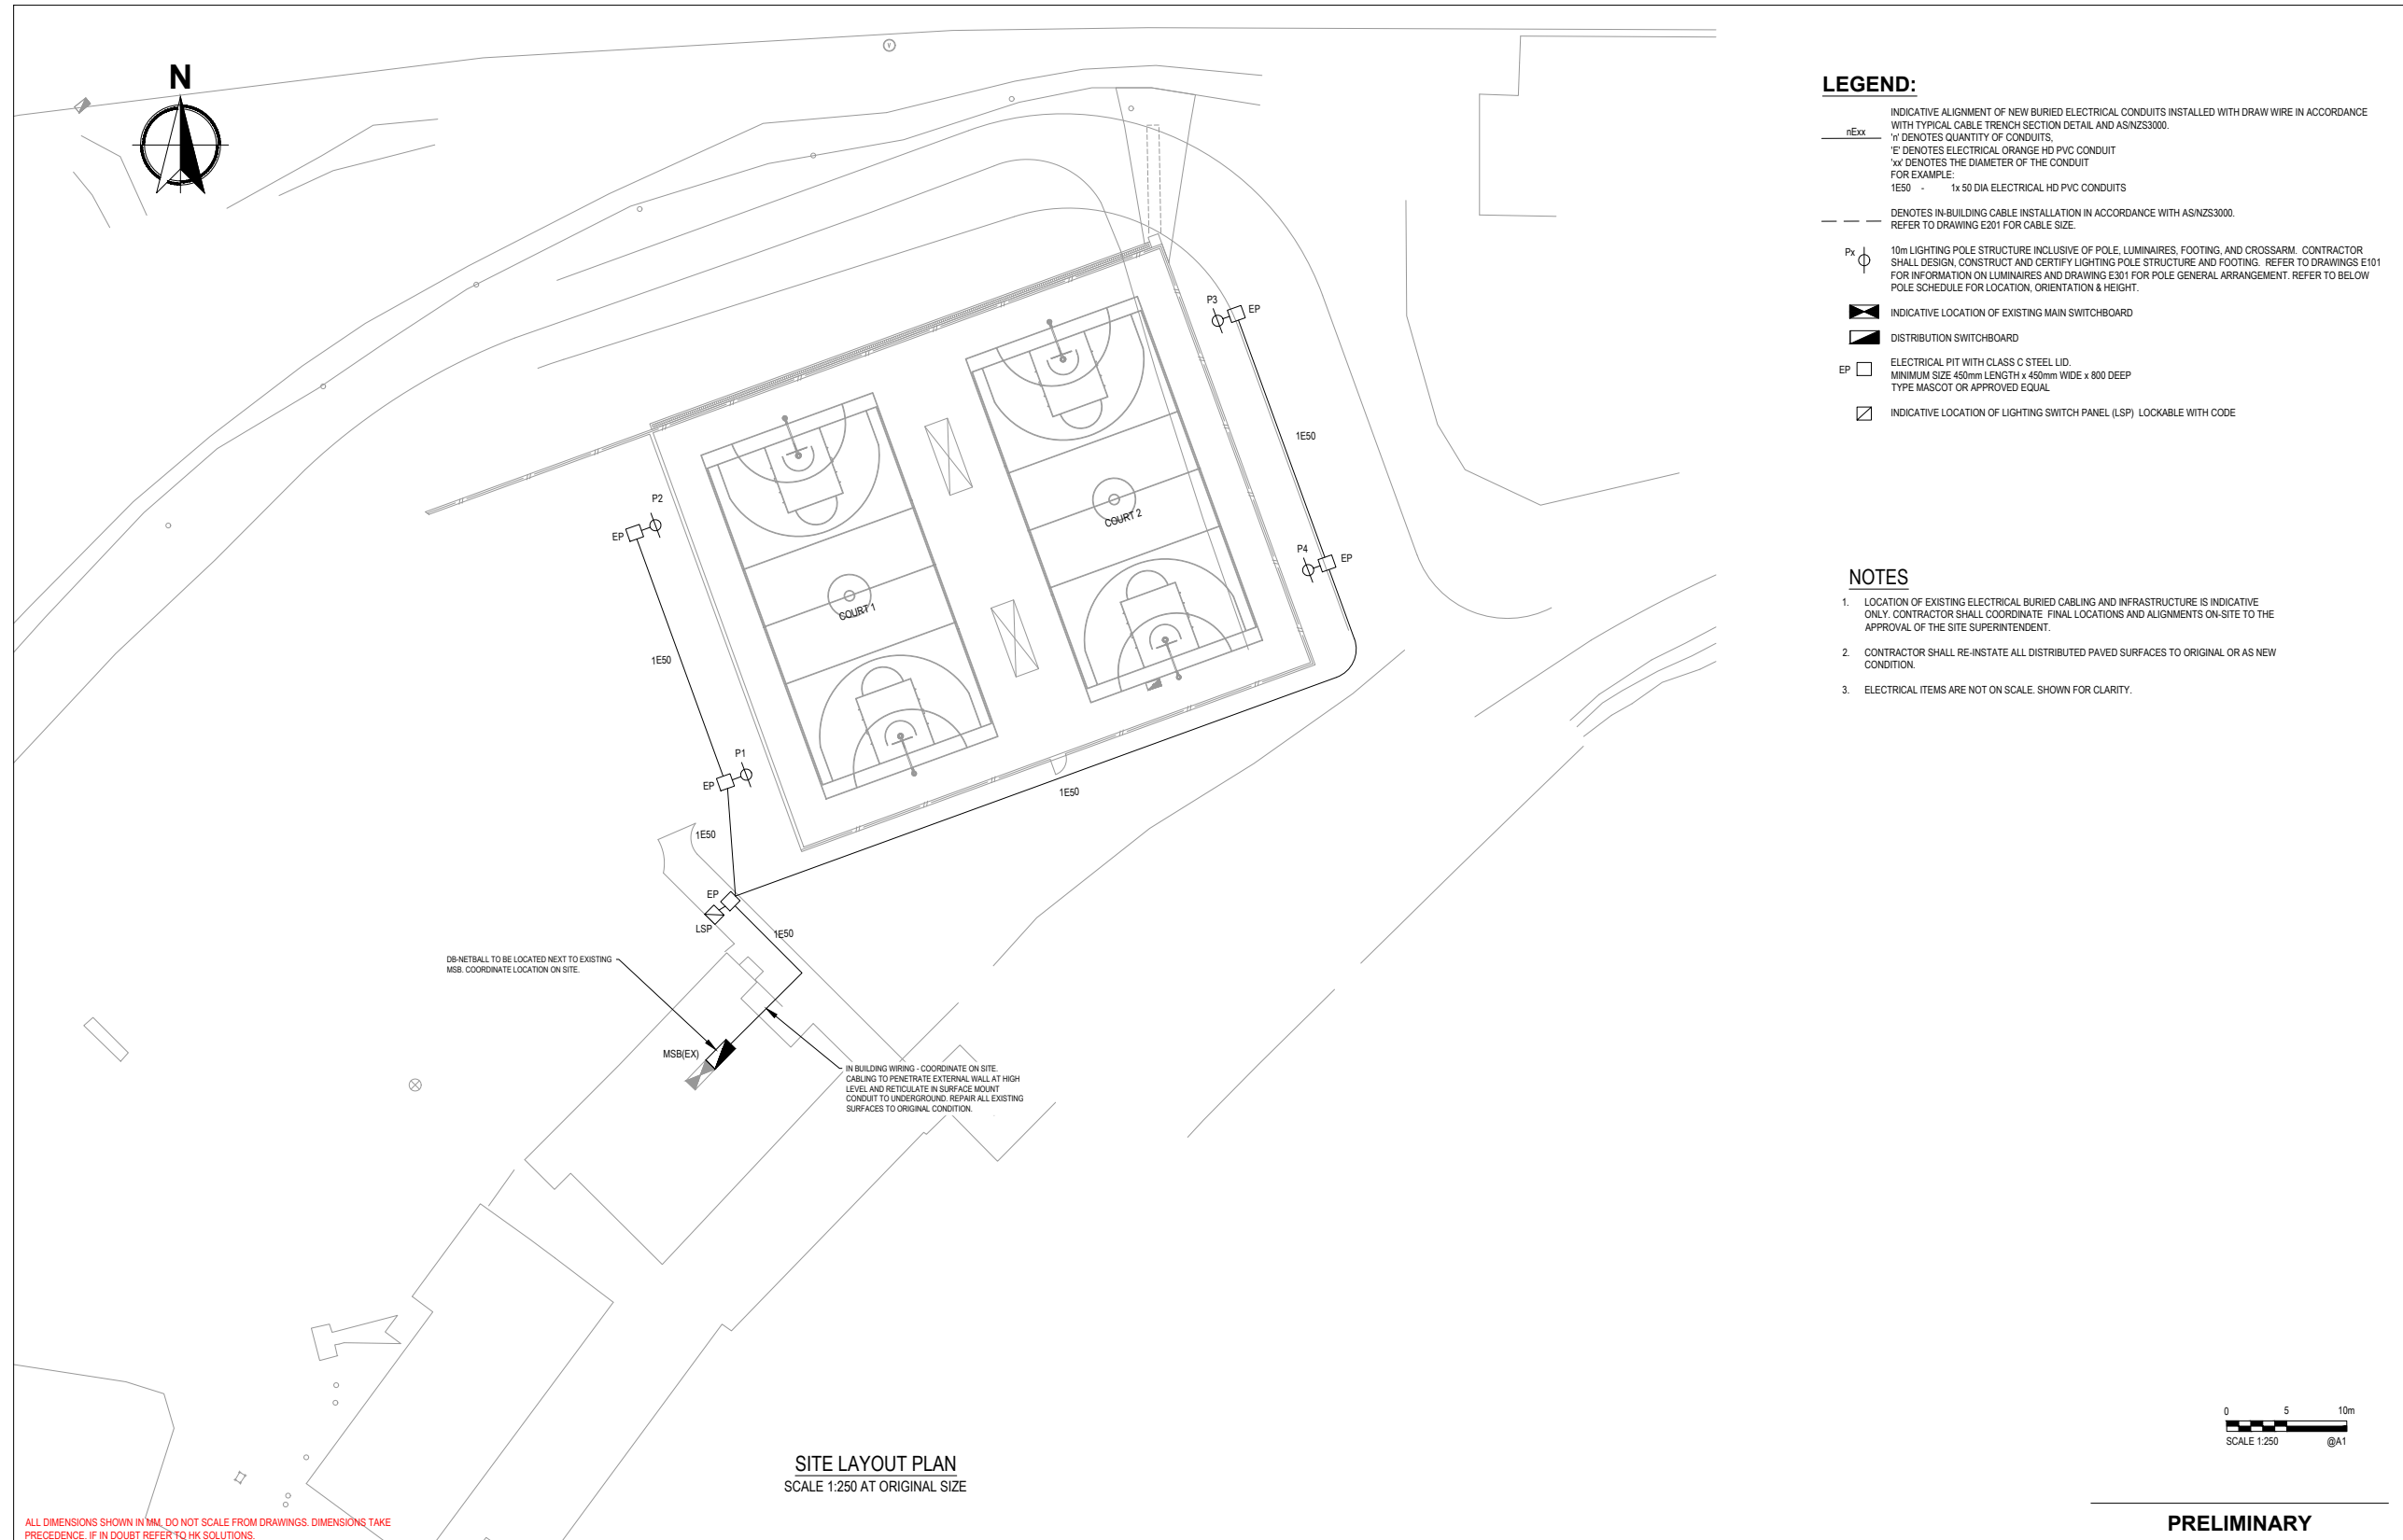 N
V
LEGEND:
nExx
INDICATIVE ALIGNMENT OF NEW BURIED ELECTRICAL CONDUITS INSTALLED WITH DRAW WIRE IN ACCORDANCE
WITH TYPICAL CABLE TRENCH SECTION DETAIL AND AS/NZS3000.
'n' DENOTES QUANTITY OF CONDUITS,
'E' DENOTES ELECTRICAL ORANGE HD PVC CONDUIT
'xx' DENOTES THE DIAMETER OF THE CONDUIT
FOR EXAMPLE:
1E50 - 1x 50 DIA ELECTRICAL HD PVC CONDUITS
DENOTES IN-BUILDING CABLE INSTALLATION IN ACCORDANCE WITH AS/NZS3000.
REFER TO DRAWING E201 FOR CABLE SIZE.
Px
10m LIGHTING POLE STRUCTURE INCLUSIVE OF POLE, LUMINAIRES, FOOTING, AND CROSSARM. CONTRACTOR
SHALL DESIGN, CONSTRUCT AND CERTIFY LIGHTING POLE STRUCTURE AND FOOTING. REFER TO DRAWINGS E101
FOR INFORMATION ON LUMINAIRES AND DRAWING E301 FOR POLE GENERAL ARRANGEMENT. REFER TO BELOW
POLE SCHEDULE FOR LOCATION, ORIENTATION & HEIGHT.
INDICATIVE LOCATION OF EXISTING MAIN SWITCHBOARD
DISTRIBUTION SWITCHBOARD
EP
ELECTRICAL PIT WITH CLASS C STEEL LID.
MINIMUM SIZE 450mm LENGTH x 450mm WIDE x 800 DEEP
TYPE MASCOT OR APPROVED EQUAL
INDICATIVE LOCATION OF LIGHTING SWITCH PANEL (LSP) LOCKABLE WITH CODE
NOTES
1. LOCATION OF EXISTING ELECTRICAL BURIED CABLING AND INFRASTRUCTURE IS INDICATIVE
ONLY. CONTRACTOR SHALL COORDINATE FINAL LOCATIONS AND ALIGNMENTS ON-SITE TO THE
APPROVAL OF THE SITE SUPERINTENDENT.
2. CONTRACTOR SHALL RE-INSTATE ALL DISTRIBUTED PAVED SURFACES TO ORIGINAL OR AS NEW
CONDITION.
3. ELECTRICAL ITEMS ARE NOT ON SCALE. SHOWN FOR CLARITY.
P3
EP
1E50
P2
EP
COURT 2
P4
EP
COURT 1
1E50
P1
EP
1E50
1E50
EP
LSP
1E50
DB-NETBALL TO BE LOCATED NEXT TO EXISTING
MSB. COORDINATE LOCATION ON SITE.
MSB(EX)
IN BUILDING WIRING - COORDINATE ON SITE.
CABLING TO PENETRATE EXTERNAL WALL AT HIGH
LEVEL AND RETICULATE IN SURFACE MOUNT
CONDUIT TO UNDERGROUND. REPAIR ALL EXISTING
SURFACES TO ORIGINAL CONDITION.
0 5 10m
SCALE 1:250 @A1
SITE LAYOUT PLAN
SCALE 1:250 AT ORIGINAL SIZE
ALL DIMENSIONS SHOWN IN MM. DO NOT SCALE FROM DRAWINGS. DIMENSIONS TAKE
PRECEDENCE. IF IN DOUBT REFER TO HK SOLUTIONS.
PRELIMINARY